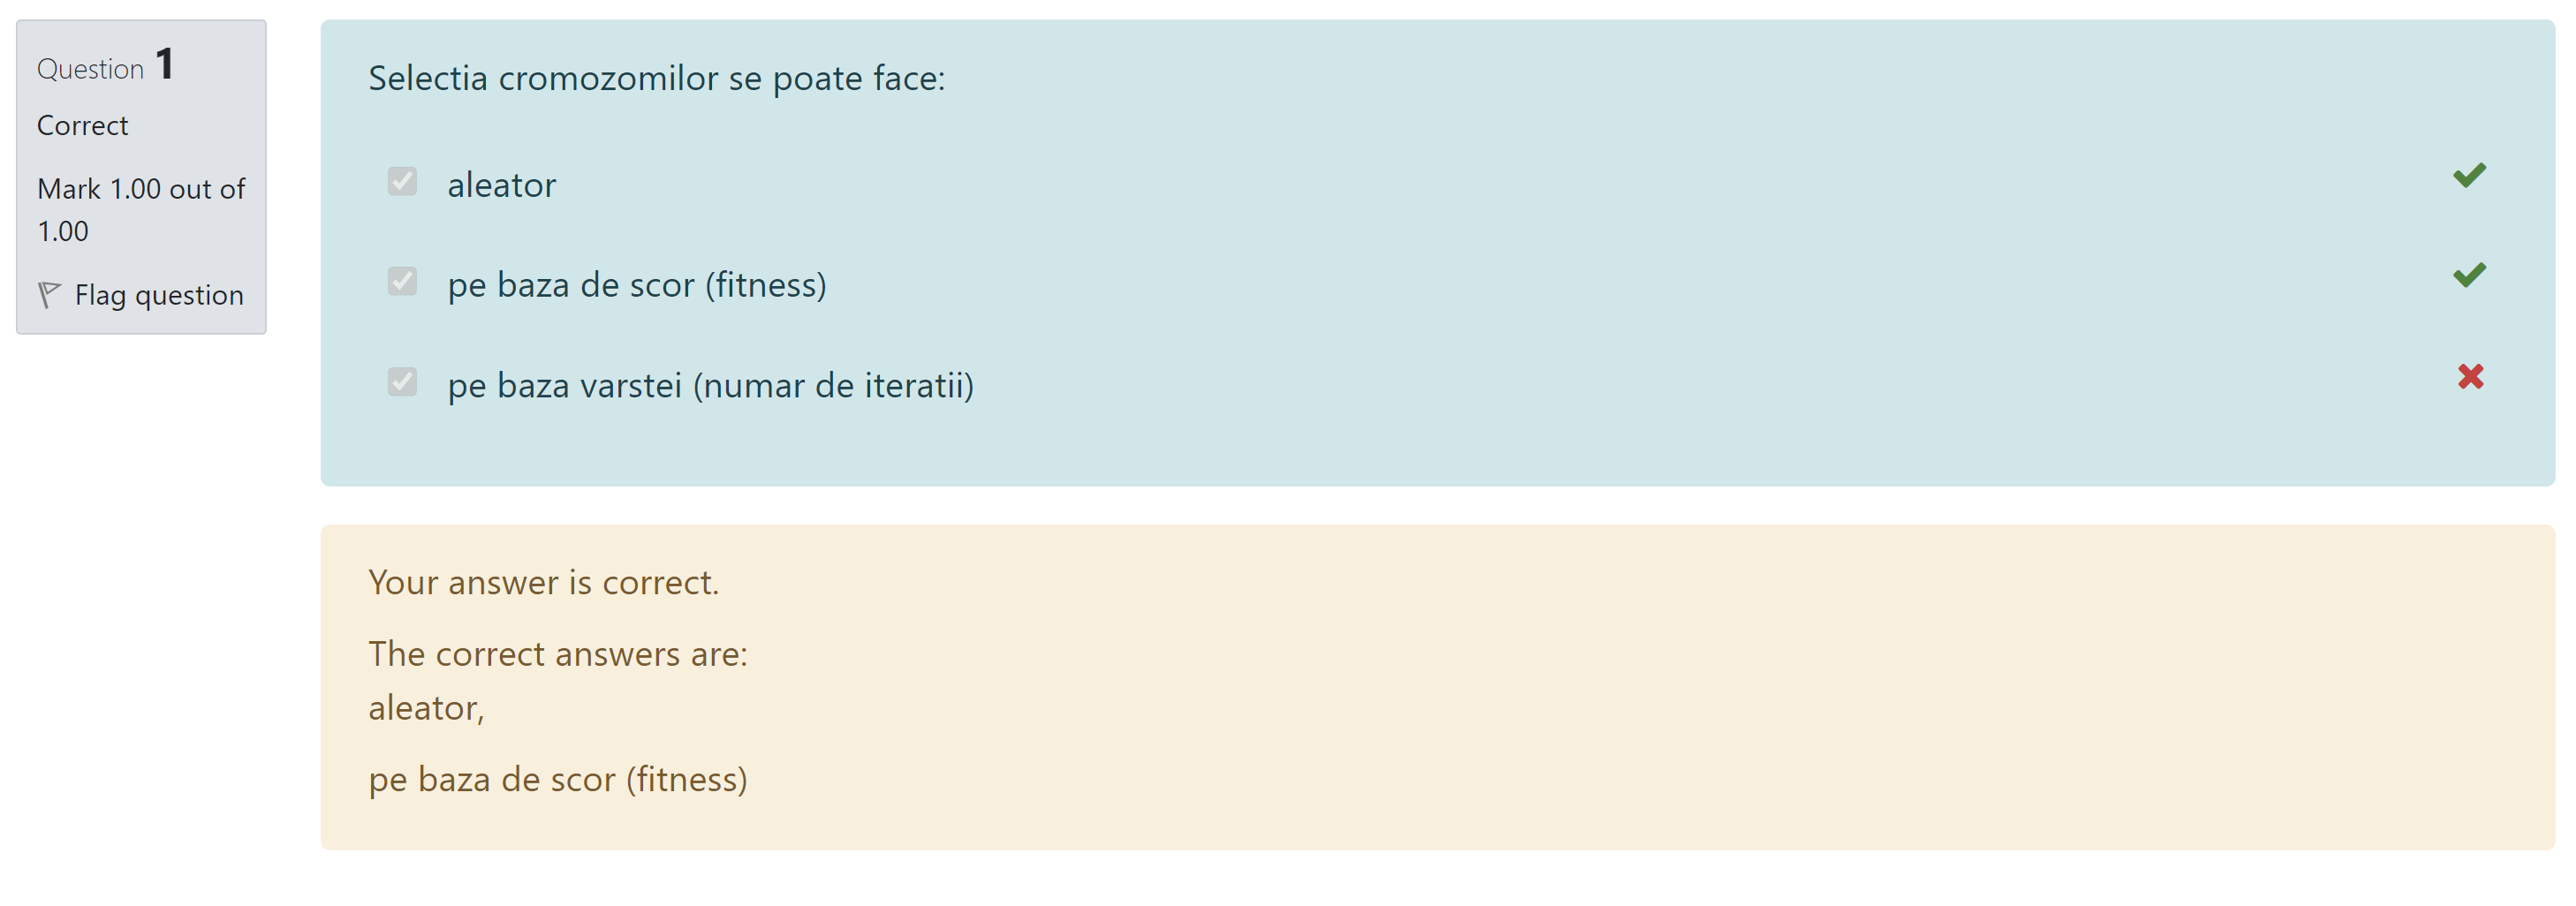 Question 1
Correct
Mark 1.00 out of
1.00
Flag question
Selectia cromozomilor se poate face:
aleator
pe baza de scor (fitness)
pe baza varstei (numar de iteratii)
Your answer is correct.
The correct answers are:
aleator,
pe baza de scor (fitness)